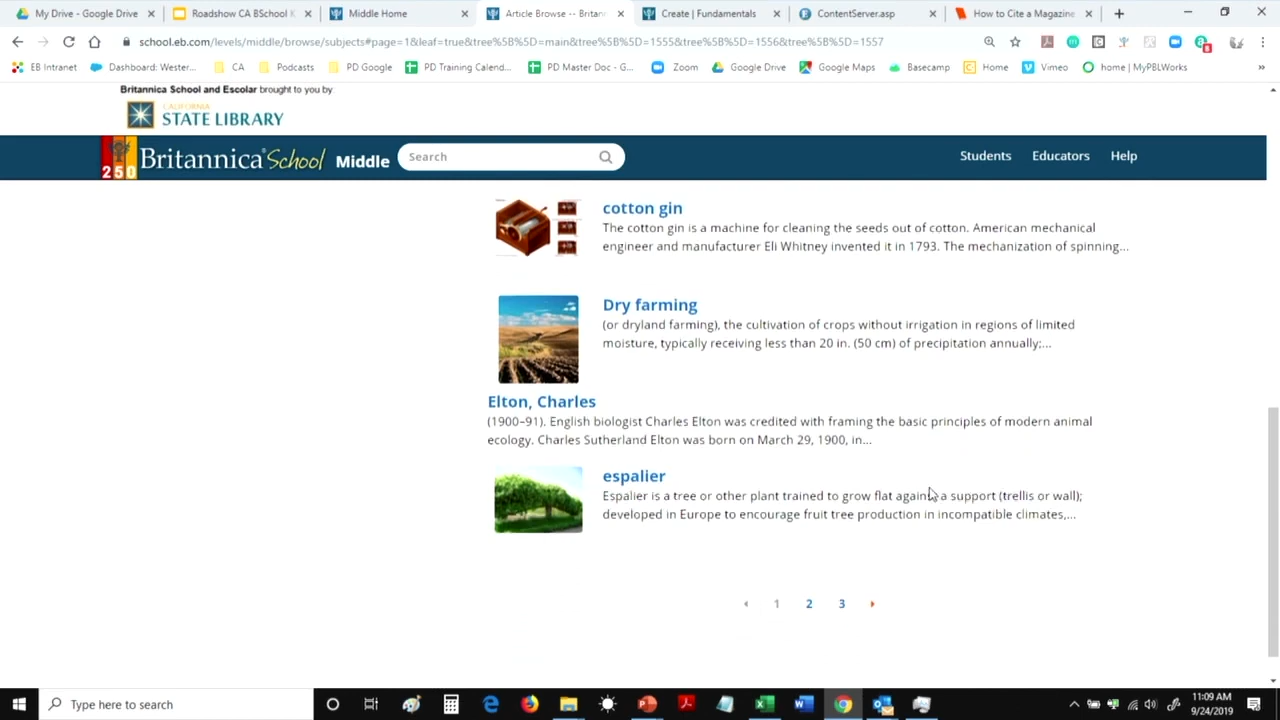 My Drive - Google Drive
Roadshow CA BSchool K
Middle Home
Article Browse -- Britan
Create | Fundamentals
ContentServer.asp
How to Cite a Magazine
school.eb.com/levels/middle/browse/subjects#page=1&leaf=true&tree%5B%5D=main&tree%5B%5D=1555&tree%5B%5D=1556&tree%5B%5D=1557
EB Intranet
Dashboard: Wester...
CA
Podcasts
PD Google
PD Training Calend...
PD Master Doc - G...
Zoom
Google Drive
Google Maps
Basecamp
Home
Vimeo
home | MyPBLWorks
»
Britannica School and Escolar brought to you by
CALIFORNIA
STATE LIBRARY
250
Britannica School Middle
Search
Students
Educators
Help
cotton gin
The cotton gin is a machine for cleaning the seeds out of cotton. American mechanical
engineer and manufacturer Eli Whitney invented it in 1793. The mechanization of spinning...
Dry farming
(or dryland farming), the cultivation of crops without irrigation in regions of limited
moisture, typically receiving less than 20 in. (50 cm) of precipitation annually;...
Elton, Charles
(1900–91). English biologist Charles Elton was credited with framing the basic principles of modern animal
ecology. Charles Sutherland Elton was born on March 29, 1900, in...
espalier
Espalier is a tree or other plant trained to grow flat against a support (trellis or wall);
developed in Europe to encourage fruit tree production in incompatible climates,...
1 2 3
Type here to search
11:09 AM
9/24/2019